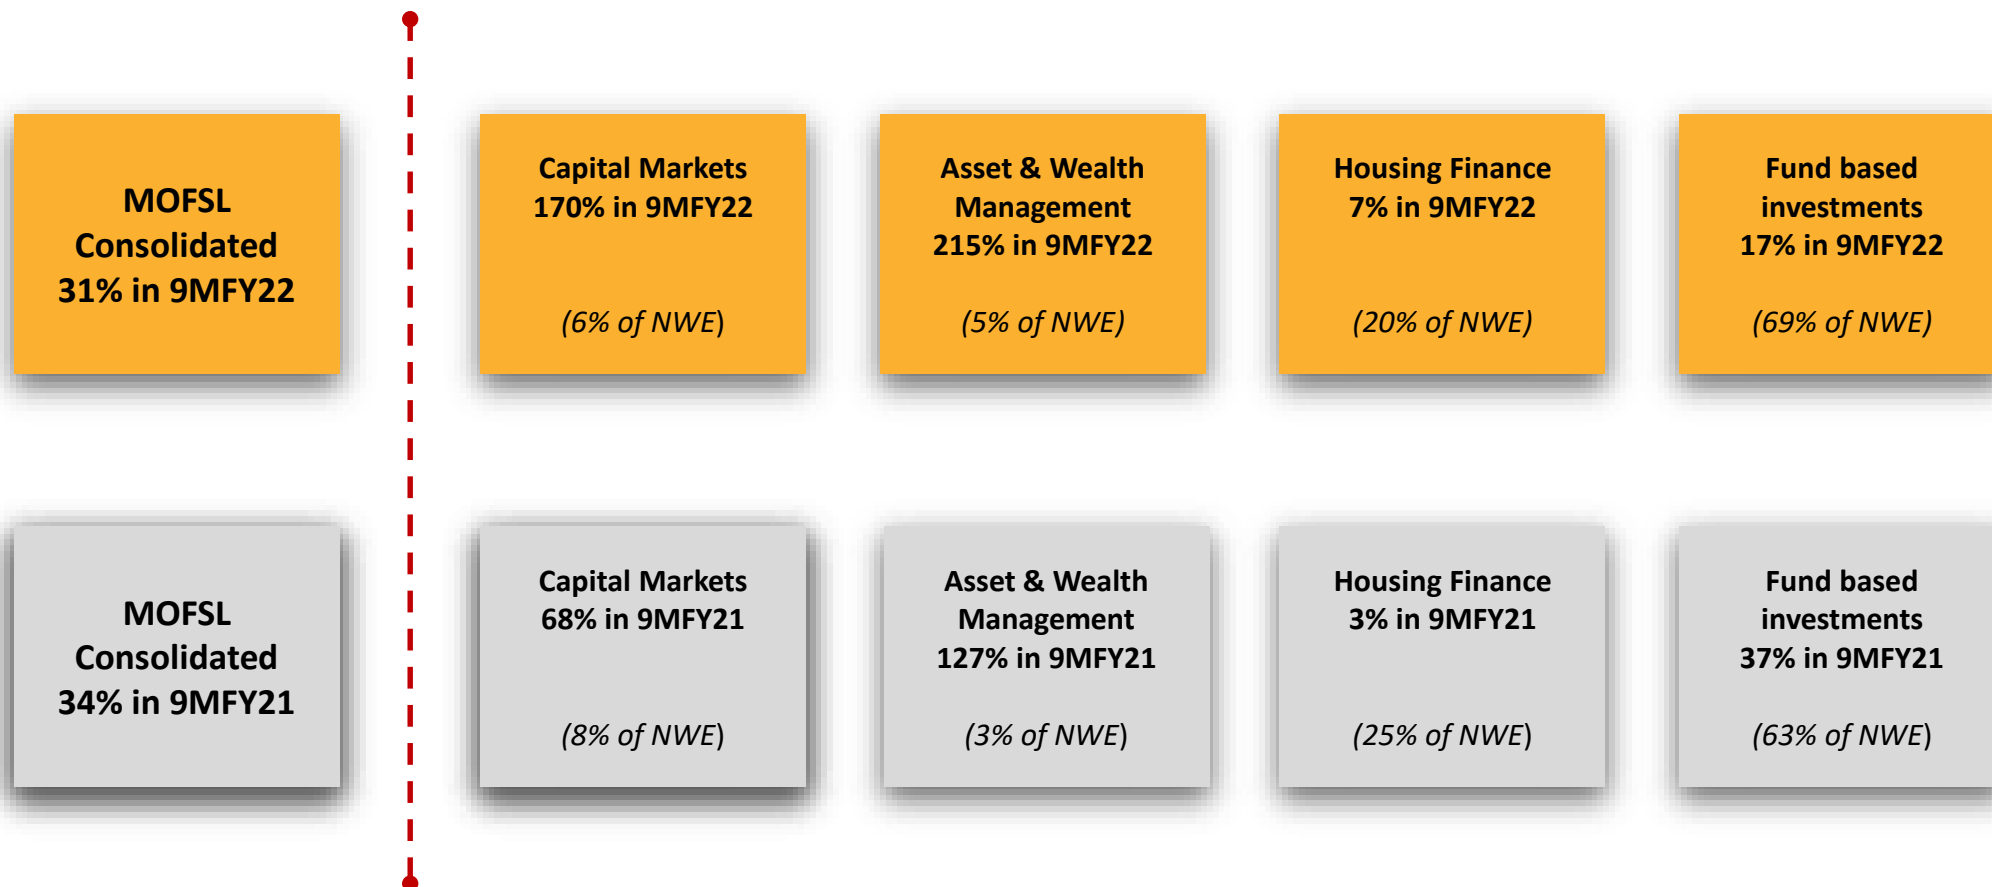 MOFSL
Consolidated
31% in 9MFY22
Capital Markets
170% in 9MFY22
(6% of NWE)
Asset & Wealth
Management
215% in 9MFY22
(5% of NWE)
Housing Finance
7% in 9MFY22
(20% of NWE)
Fund based
investments
17% in 9MFY22
(69% of NWE)
MOFSL
Consolidated
34% in 9MFY21
Capital Markets
68% in 9MFY21
(8% of NWE)
Asset & Wealth
Management
127% in 9MFY21
(3% of NWE)
Housing Finance
3% in 9MFY21
(25% of NWE)
Fund based
investments
37% in 9MFY21
(63% of NWE)